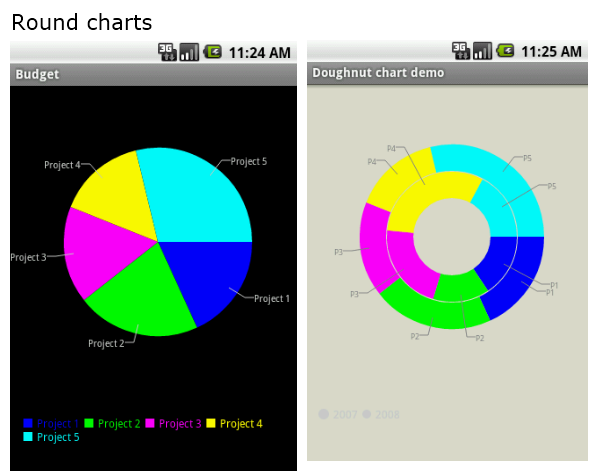 Round charts
3G 11:24 AM
Budget
Project 4
Project 5
Project 3
Project 1
Project 2
Project 1 Project 2 Project 3 Project 4
Project 5
3G 11:25 AM
Doughnut chart demo
P4
P4
P5
P5
P3
P3
P1
P1
P2
P2
2007 2008